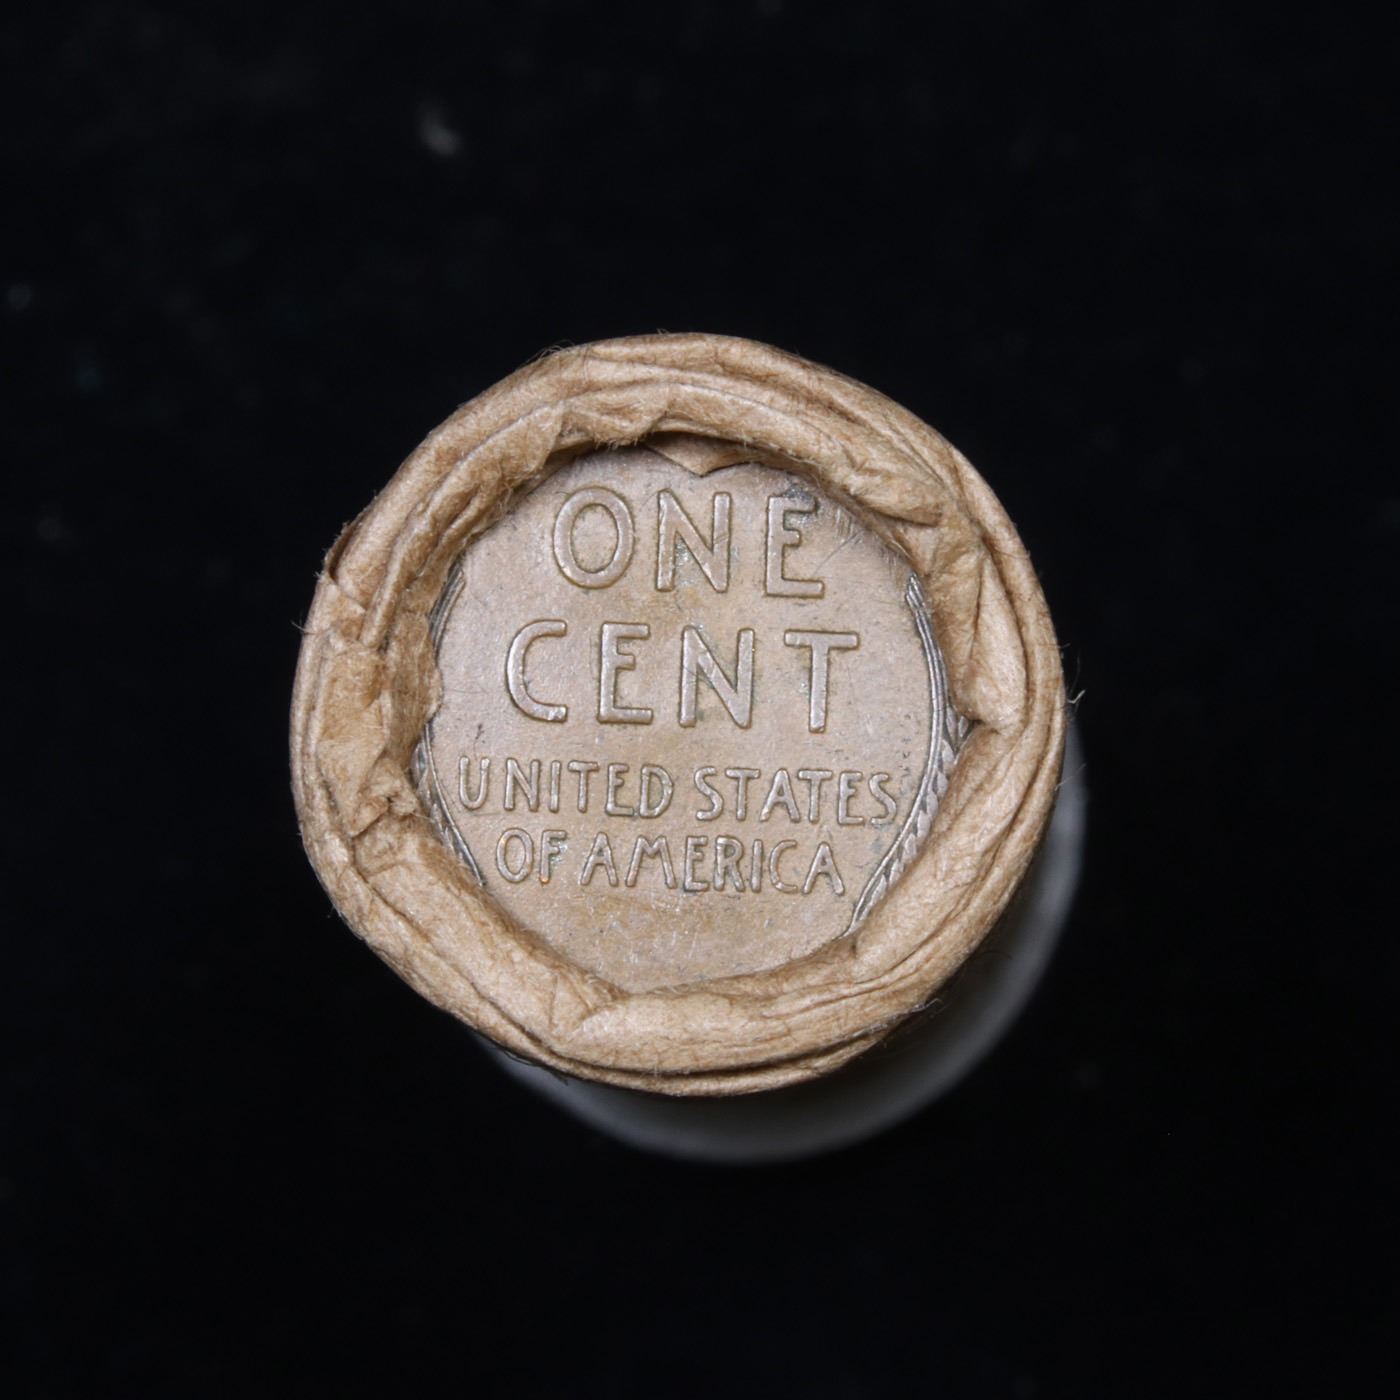 ONE
CENT
UNITED STATES
OF AMERICA